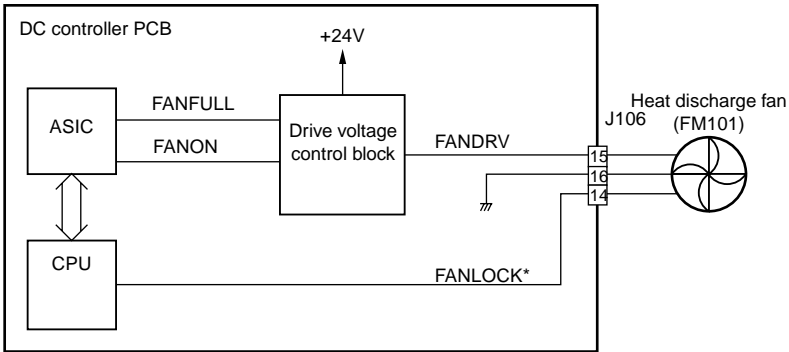 DC controller PCB
+24V
FANFULL
ASIC
FANON
Drive voltage
control block
FANDRV
J106
Heat discharge fan
(FM101)
15
16
14
CPU
FANLOCK*